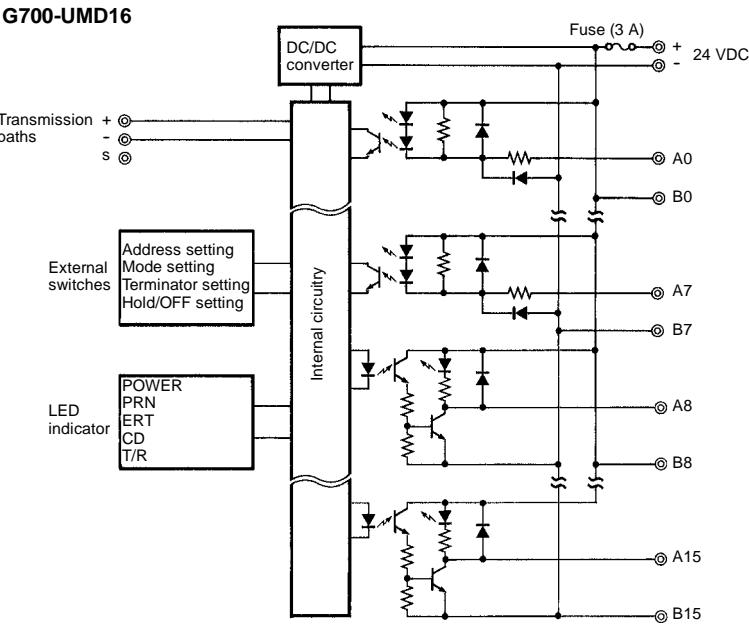 G700-UMD16
Fuse (3 A)
DC/DC
converter
+
-
24 VDC
Transmission
paths
+
-
s
A0
B0
External
switches
Address setting
Mode setting
Terminator setting
Hold/OFF setting
Internal circuitry
A7
B7
LED
indicator
POWER
PRN
ERT
CD
T/R
A8
B8
A15
B15